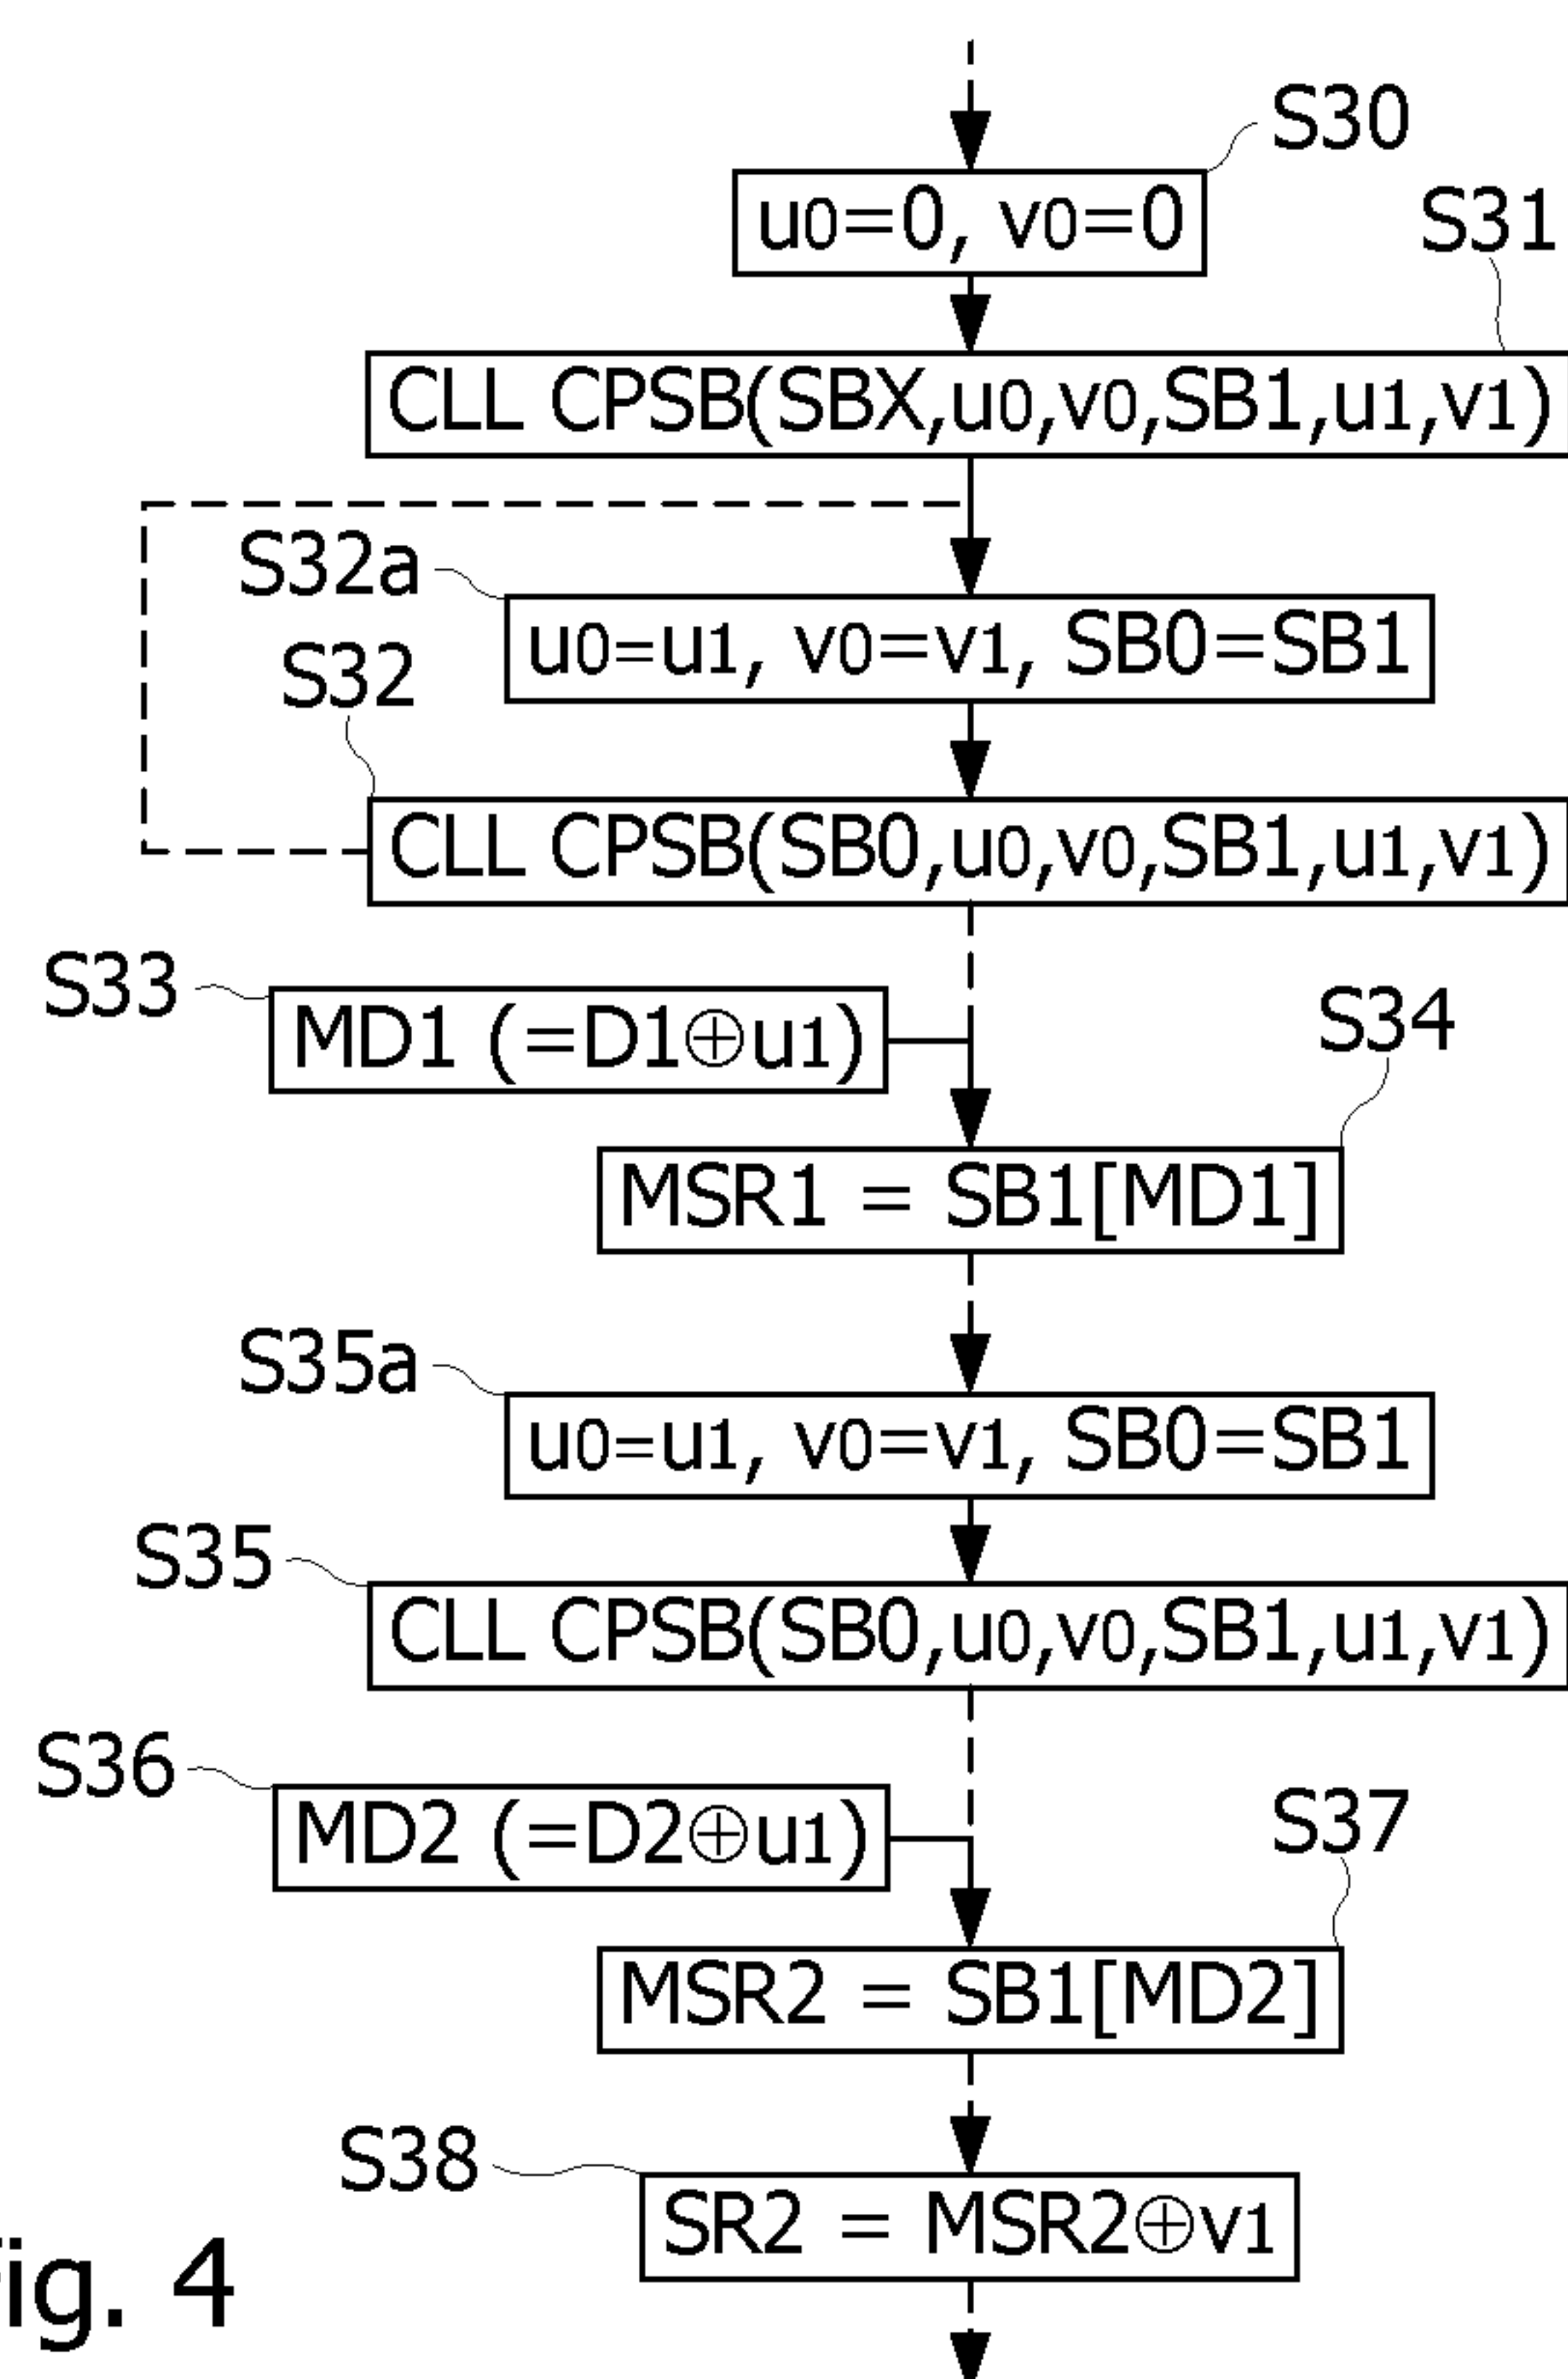 S30
u0=0, v0=0
S31
CLL CPSB(SBX,u0,v0,SB1,u1,v1)
S32a
u0=u1, v0=v1, SB0=SB1
S32
CLL CPSB(SB0,u0,v0,SB1,u1,v1)
S33
MD1 (=D1⊕u1)
S34
MSR1 = SB1[MD1]
S35a
u0=u1, v0=v1, SB0=SB1
S35
CLL CPSB(SB0,u0,v0,SB1,u1,v1)
S36
MD2 (=D2⊕u1)
S37
MSR2 = SB1[MD2]
S38
SR2 = MSR2⊕v1
ig. 4